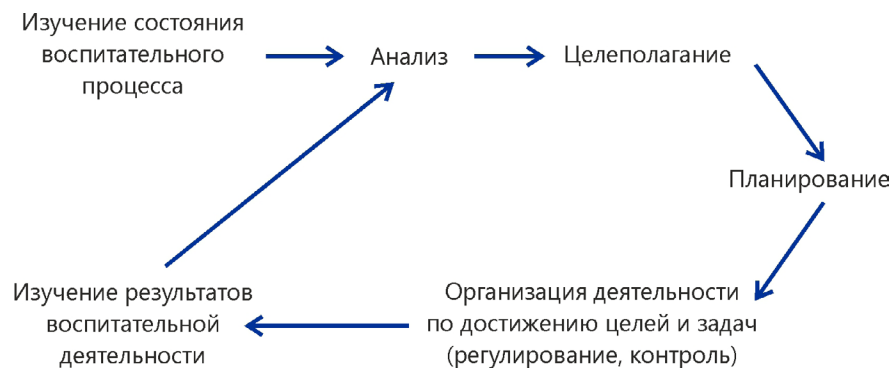 Изучение состояния
воспитательного
процесса
Анализ
Целеполагание
Планирование
Организация деятельности
по достижению целей и задач
(регулирование, контроль)
Изучение результатов
воспитательной
деятельности